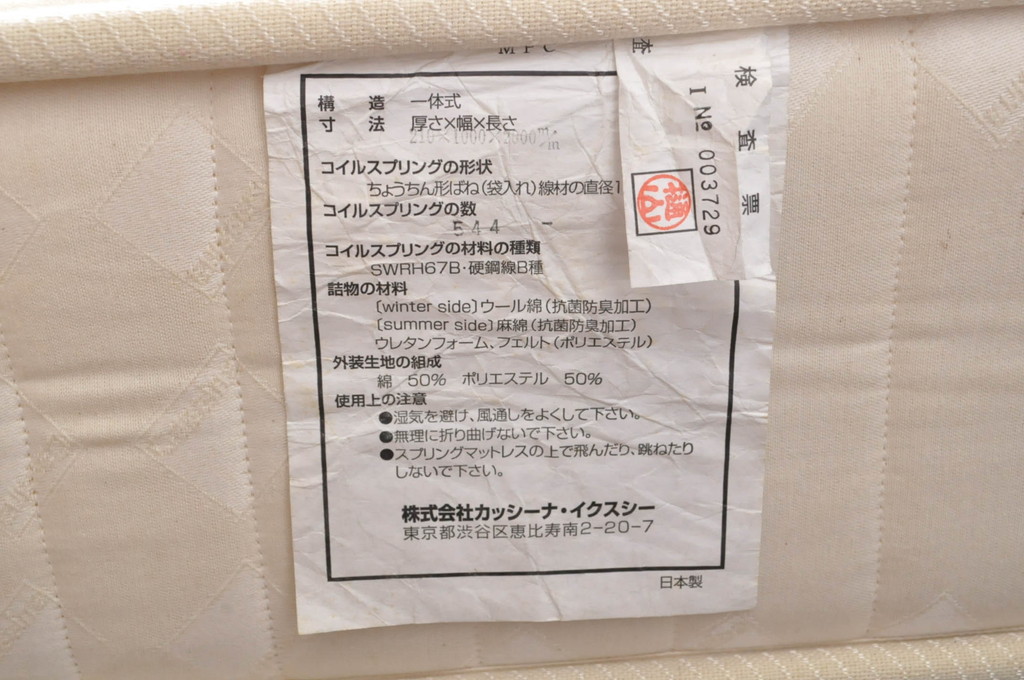 MPC
構造 一体式
寸法 厚さ×幅×長さ
210×1000×2000m/m
コイルスプリングの形状
ちょうちん形ばね(袋入れ)線材の直径1
コイルスプリングの数
544 -
コイルスプリングの材料の種類
SWRH67B・硬鋼線B種
詰物の材料
〔winter side〕ウール綿(抗菌防臭加工)
〔summer side〕麻綿(抗菌防臭加工)
ウレタンフォーム、フェルト(ポリエステル)
外装生地の組成
綿 50% ポリエステル 50%
使用上の注意
●湿気を避け、風通しをよくして下さい。
●無理に折り曲げないで下さい。
●スプリングマットレスの上で飛んだり、跳ねたり
しないで下さい。
株式会社カッシーナ・イクスシー
東京都渋谷区恵比寿南2-20-7
日本製
検査票
I № 003729
査